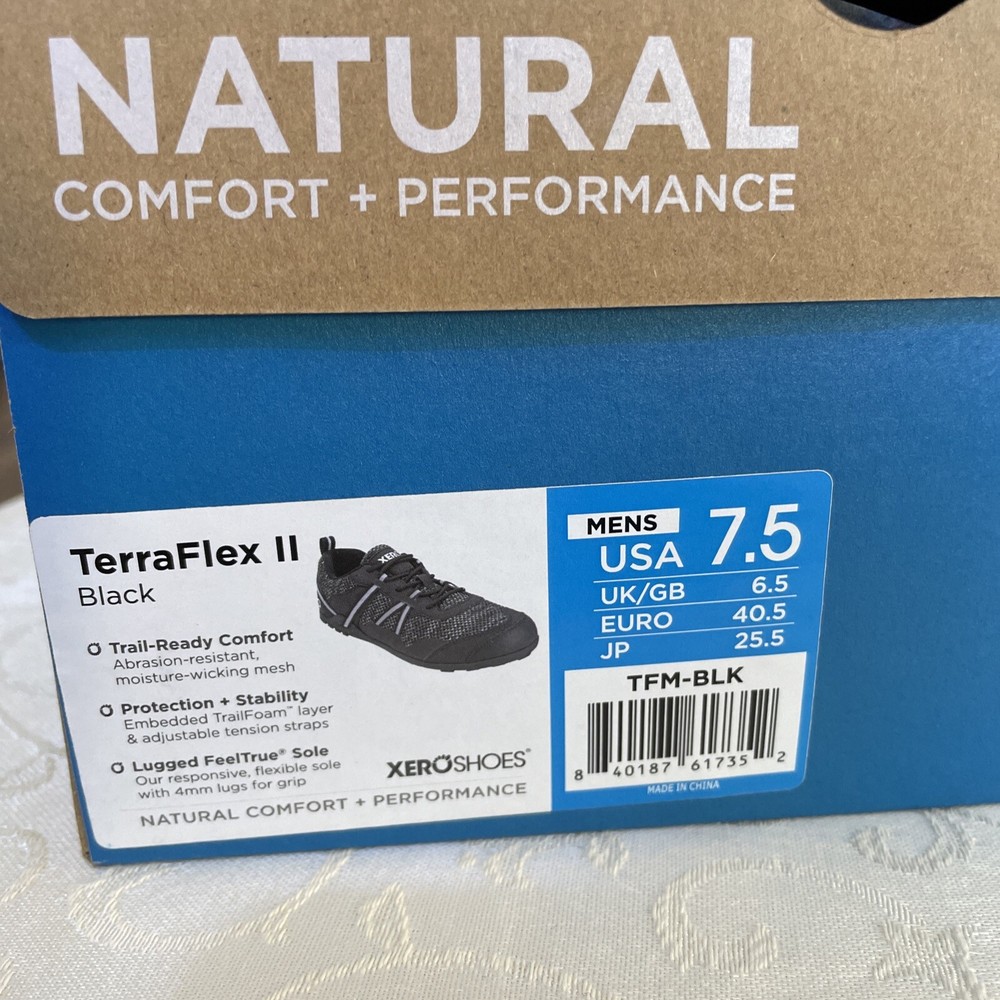 NATURAL
COMFORT + PERFORMANCE
TerraFlex II
Black
Trail-Ready Comfort
Abrasion-resistant,
moisture-wicking mesh
Protection + Stability
Embedded TrailFoam™ layer
& adjustable tension straps
Lugged FeelTrue® Sole
Our responsive, flexible sole
with 4mm lugs for grip
XEROSHOES®
NATURAL COMFORT + PERFORMANCE
MENS
USA 7.5
UK/GB 6.5
EURO 40.5
JP 25.5
TFM-BLK
8 40187 61735 2
MADE IN CHINA